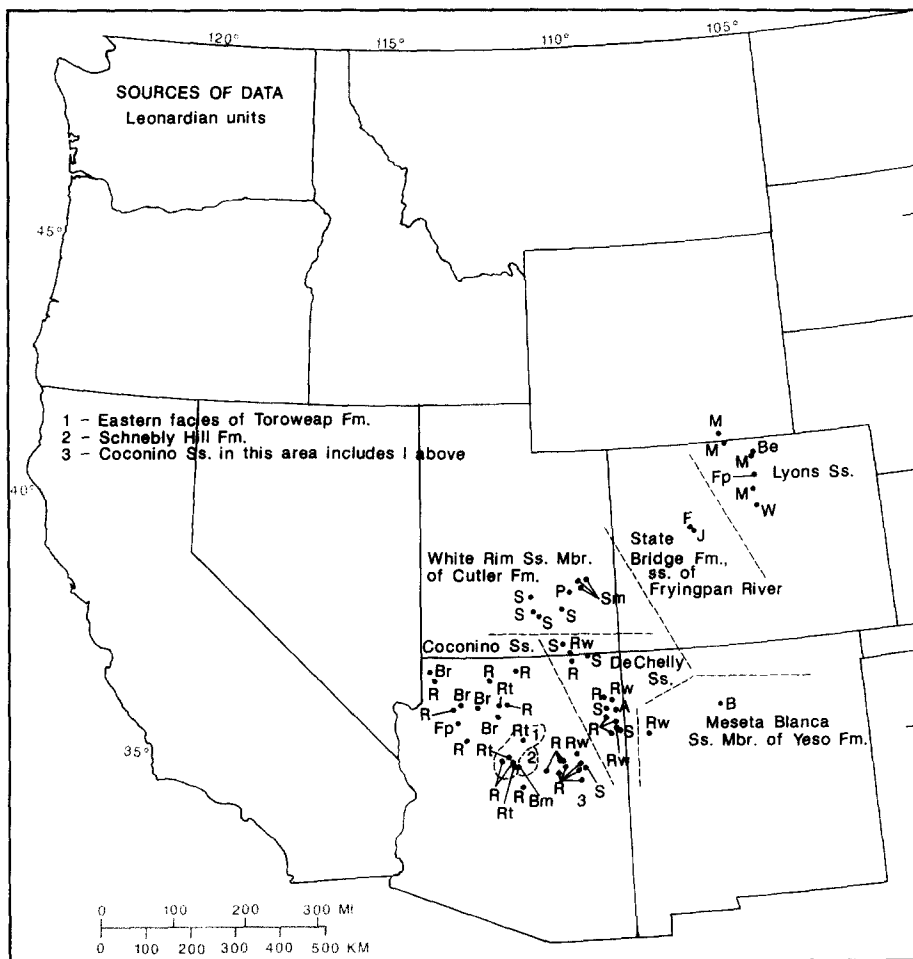 120° 115° 110° 105°
SOURCES OF DATA
Leonardian units
45°
1 - Eastern facies of Toroweap Fm.
2 - Schnebly Hill Fm.
3 - Coconino Ss. in this area includes I above
40°
M
M
Be
M
Fp
Lyons Ss.
M
W
F
J
State
Bridge Fm.,
ss. of
Fryingpan River
White Rim Ss. Mbr.
of Cutler Fm.
S
P
Sm
S
S
S
Coconino Ss.
S
Rw
S
R
DeChelly
Ss.
Br
R
R
R
Br
Br
Rt
R
R
Fp
Br
R
Rw
S
A
R
S
Rw
Rw
B
Meseta Blanca
Ss. Mbr. of Yeso Fm.
35°
R
Rt
1
Rt
2
R
Rw
R
Rt
R
Bm
R
3
S
0 100 200 300 MI
0 100 200 300 400 500 KM